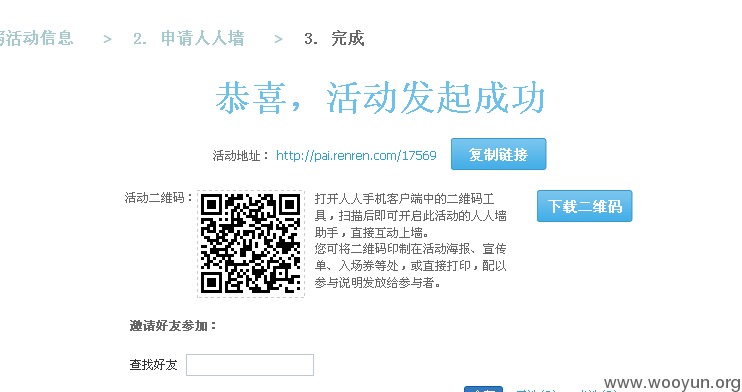 活动信息 > 2. 申请人人墙 > 3. 完成
恭喜，活动发起成功
活动地址： http://pai.renren.com/17569 复制链接
活动二维码：
打开人人手机客户端中的二维码工
具，扫描后即可开启此活动的人人墙
助手，直接互动上墙。
您可将二维码印制在活动海报、宣传
单、入场券等处，或直接打印，配以
参与说明发放给参与者。
下载二维码
邀请好友参加：
查找好友
www.wooyun.org